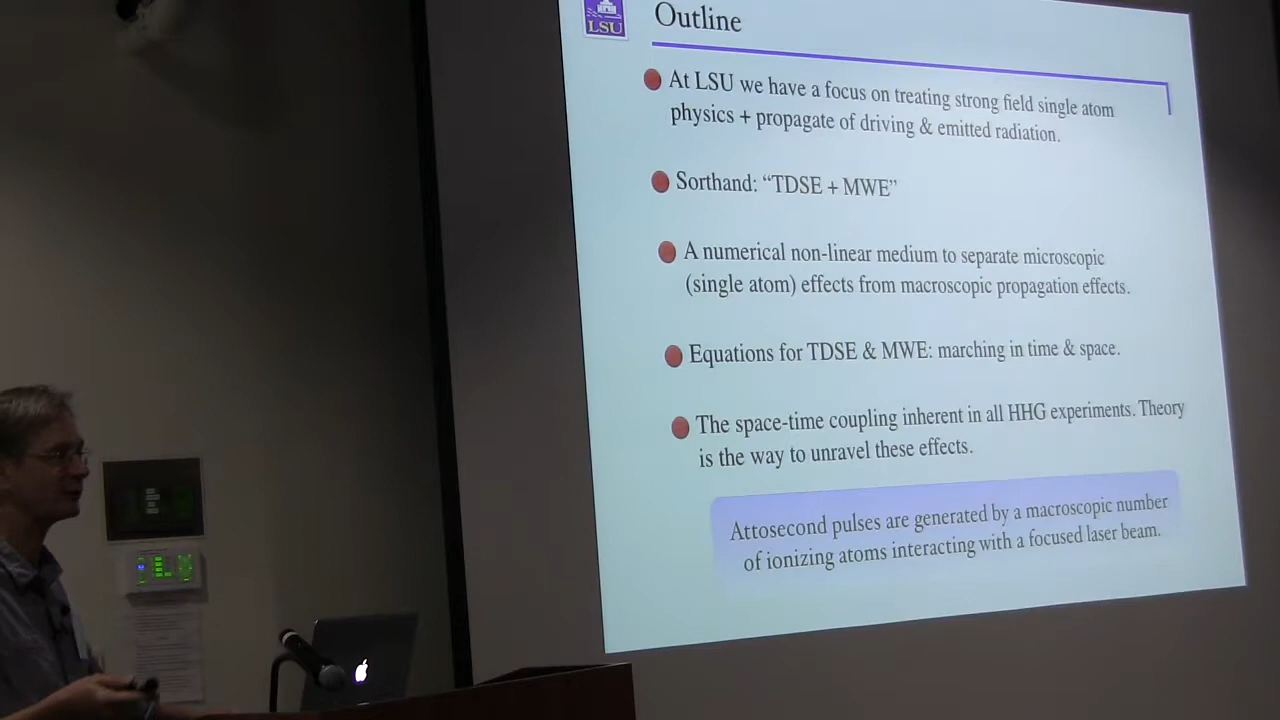 LSU
Outline
At LSU we have a focus on treating strong field single atom
physics + propagate of driving & emitted radiation.
Sorthand: “TDSE + MWE”
A numerical non-linear medium to separate microscopic
(single atom) effects from macroscopic propagation effects.
Equations for TDSE & MWE: marching in time & space.
The space-time coupling inherent in all HHG experiments. Theory
is the way to unravel these effects.
Attosecond pulses are generated by a macroscopic number
of ionizing atoms interacting with a focused laser beam.